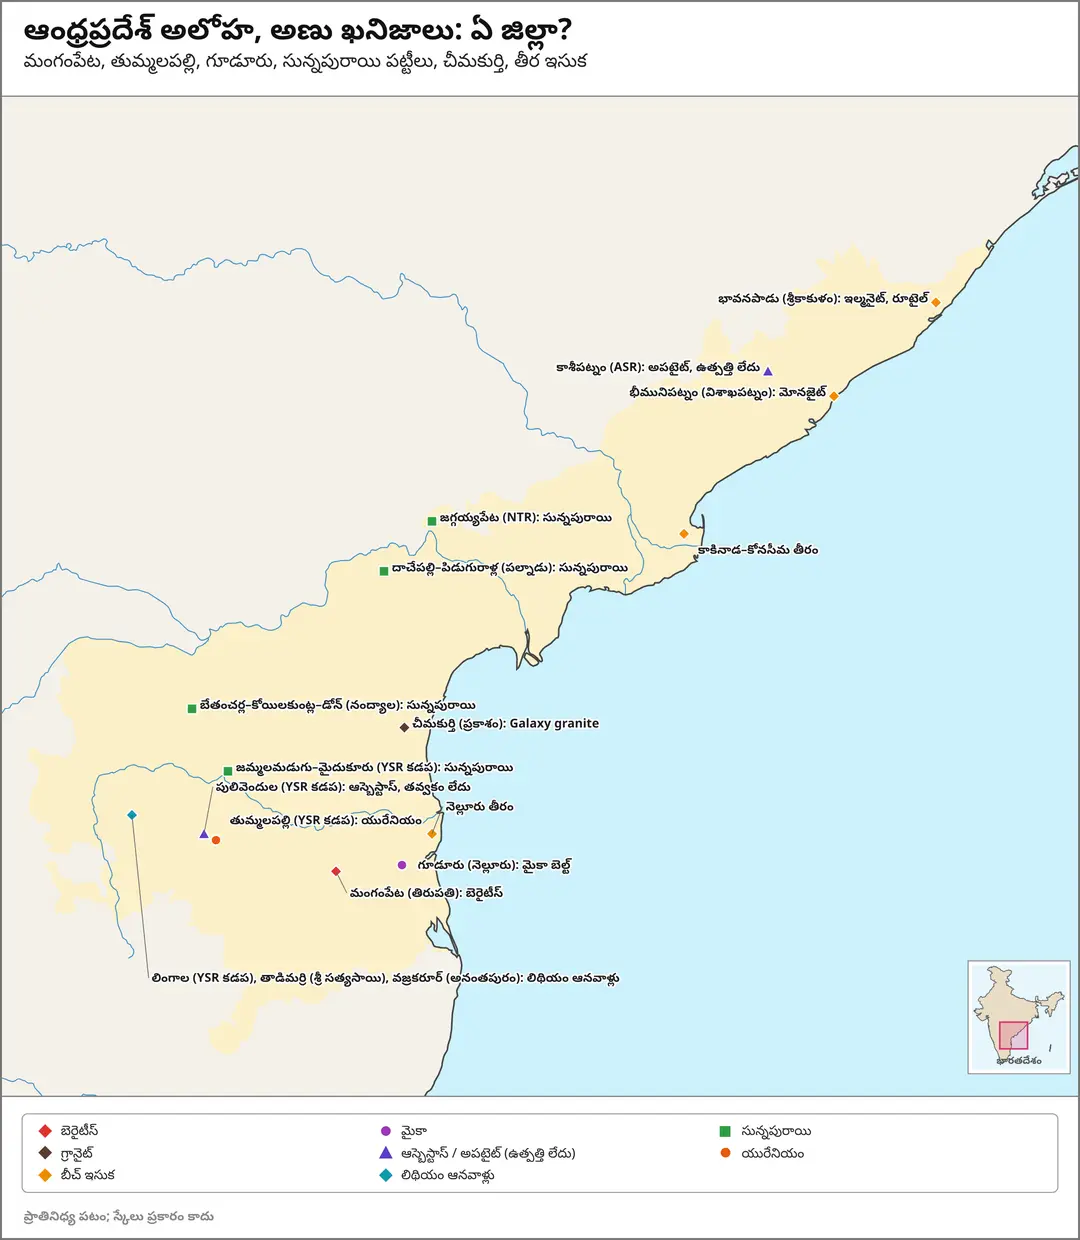 ఆంధ్రప్రదేశ్ అలోహ, అణు ఖనిజాలు: ఏ జిల్లా?
మంగంపేట, తుమ్మలపల్లి, గూడూరు, సున్నపురాయి పట్టీలు, చీమకుర్తి, తీర ఇసుక
భావనపాడు (శ్రీకాకుళం): ఇల్మనైట్, రూటైల్
కాశీపట్నం (ASR): అపటైట్, ఉత్పత్తి లేదు
భీమునిపట్నం (విశాఖపట్నం): మోనజైట్
జగ్గయ్యపేట (NTR): సున్నపురాయి
కాకినాడ–కోనసీమ తీరం
దాచేపల్లి–పిడుగురాళ్ల (పల్నాడు): సున్నపురాయి
బేతంచర్ల–కోయిలకుంట్ల–డోన్ (నంద్యాల): సున్నపురాయి
చీమకుర్తి (ప్రకాశం): Galaxy granite
జమ్మలమడుగు–మైదుకూరు (YSR కడప): సున్నపురాయి
పులివెందుల (YSR కడప): ఆస్బెస్టాస్, తవ్వకం లేదు
నెల్లూరు తీరం
తుమ్మలపల్లి (YSR కడప): యురేనియం
గూడూరు (నెల్లూరు): మైకా బెల్ట్
మంగంపేట (తిరుపతి): బెరైటీస్
లింగాల (YSR కడప), తాడిమర్రి (శ్రీ సత్యసాయి), వజ్రకరూర్ (అనంతపురం): లిథియం ఆనవాళ్లు
భారతదేశం
బెరైటీస్
మైకా
సున్నపురాయి
గ్రానైట్
ఆస్బెస్టాస్ / అపటైట్ (ఉత్పత్తి లేదు)
యురేనియం
బీచ్ ఇసుక
లిథియం ఆనవాళ్లు
ప్రాతినిధ్య పటం; స్కేలు ప్రకారం కాదు